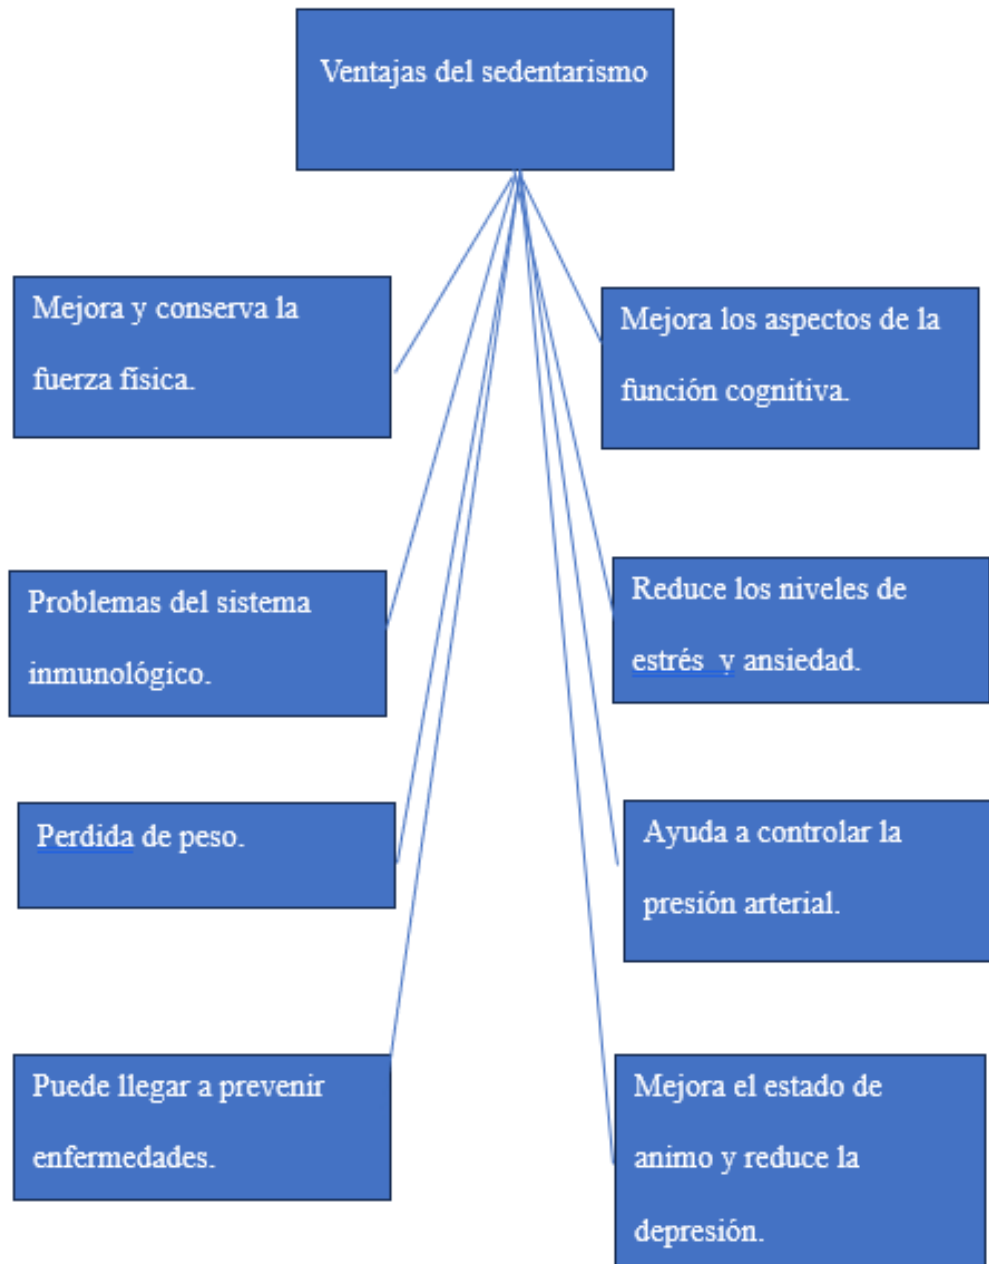 Ventajas del sedentarismo
Mejora y conserva la
fuerza física.
Mejora los aspectos de la
función cognitiva.
Problemas del sistema
inmunológico.
Reduce los niveles de
estrés  y ansiedad.
Perdida de peso.
Ayuda a controlar la
presión arterial.
Puede llegar a prevenir
enfermedades.
Mejora el estado de
animo y reduce la
depresión.